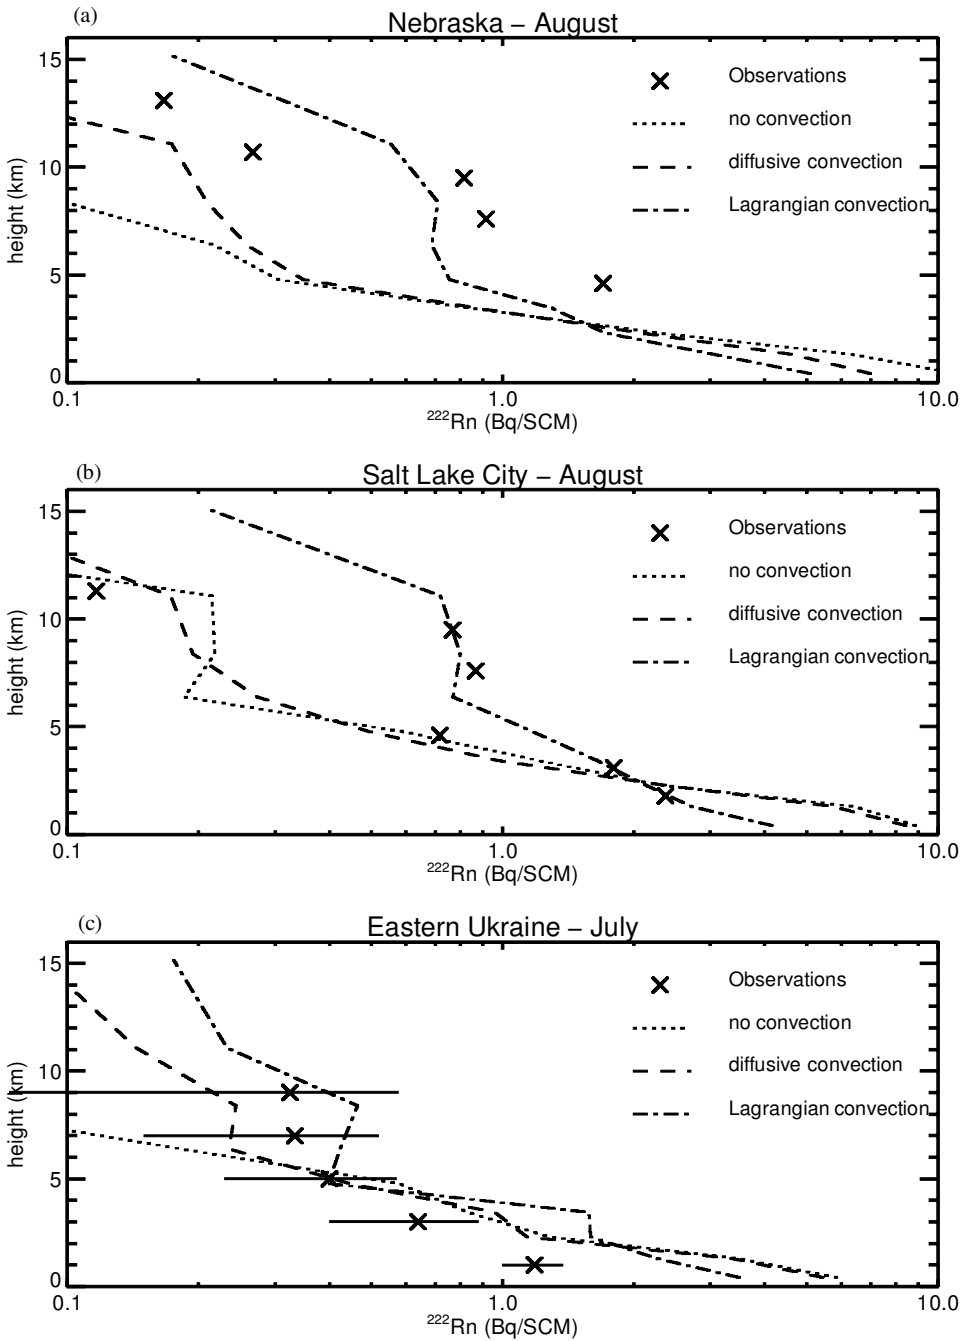 (a)
Nebraska – August
15
10
5
0
height (km)
Observations
no convection
diffusive convection
Lagrangian convection
0.1
1.0
10.0
²²²Rn (Bq/SCM)
(b)
Salt Lake City – August
15
10
5
0
height (km)
Observations
no convection
diffusive convection
Lagrangian convection
0.1
1.0
10.0
²²²Rn (Bq/SCM)
(c)
Eastern Ukraine – July
15
10
5
0
height (km)
Observations
no convection
diffusive convection
Lagrangian convection
0.1
1.0
10.0
²²²Rn (Bq/SCM)